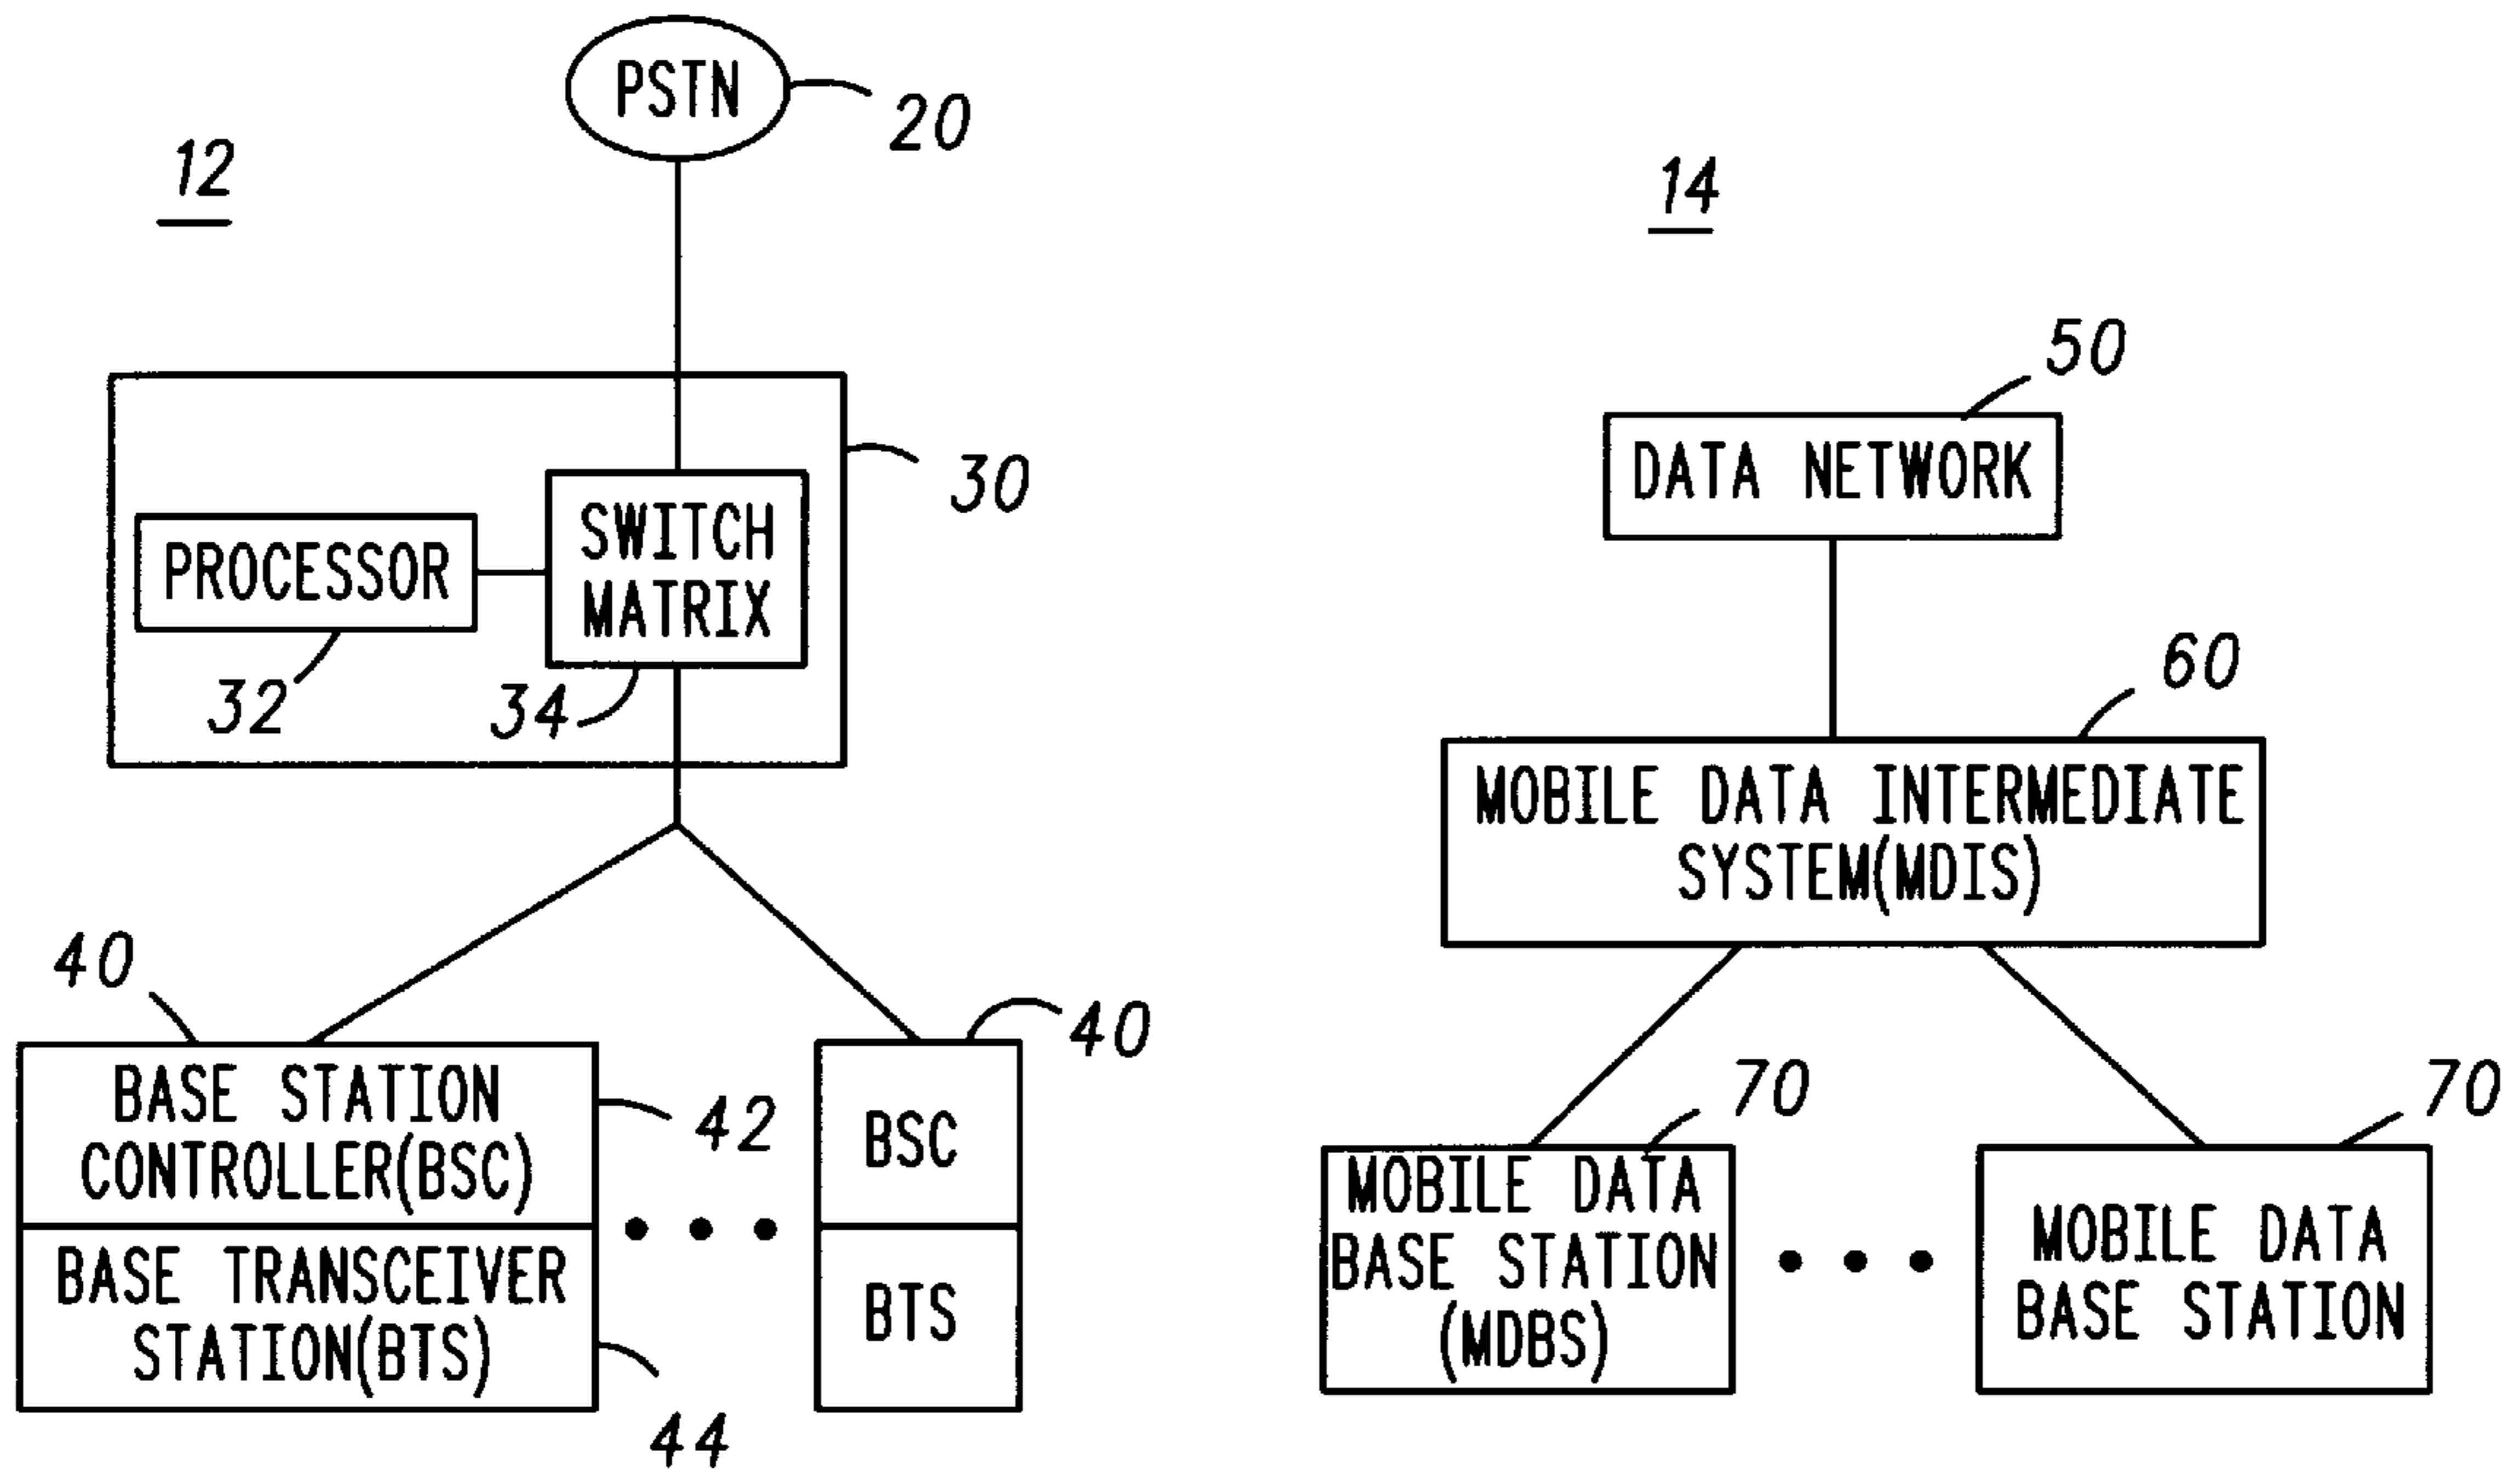 PSTN
20
12
30
PROCESSOR
SWITCH
MATRIX
32
34
40
40
BASE STATION
CONTROLLER(BSC)
42
BASE TRANSCEIVER
STATION(BTS)
44
BSC
BTS
14
50
DATA NETWORK
60
MOBILE DATA INTERMEDIATE
SYSTEM(MDIS)
70
MOBILE DATA
BASE STATION
(MDBS)
70
MOBILE DATA
BASE STATION